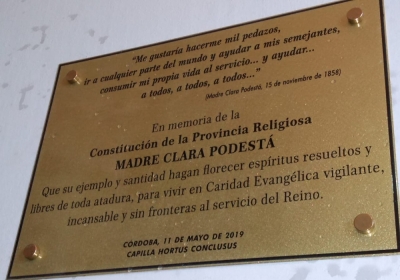 "Me gustaría hacerme mil pedazos,
ir a cualquier parte del mundo y ayudar a mis semejantes,
consumir mi propia vida al servicio... y ayudar...
a todos, a todos, a todos..."
(Madre Clara Podestá, 15 de noviembre de 1858)
En memoria de la
Constitución de la Provincia Religiosa
MADRE CLARA PODESTÁ
Que su ejemplo y santidad hagan florecer espíritus resueltos y
libres de toda atadura, para vivir en Caridad Evangélica vigilante,
incansable y sin fronteras al servicio del Reino.
CÓRDOBA, 11 DE MAYO DE 2019
CAPILLA HORTUS CONCLUSUS